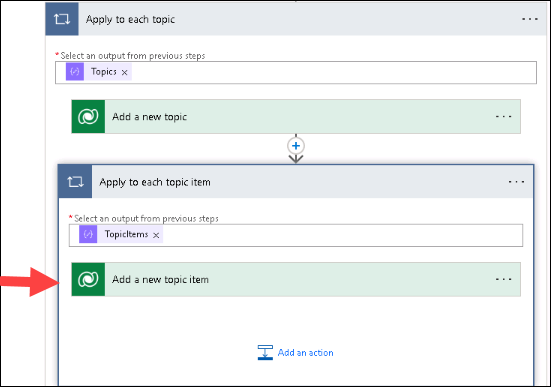 Apply to each topic
* Select an output from previous steps
Topics x
Add a new topic
Apply to each topic item
* Select an output from previous steps
TopicItems x
Add a new topic item
Add an action